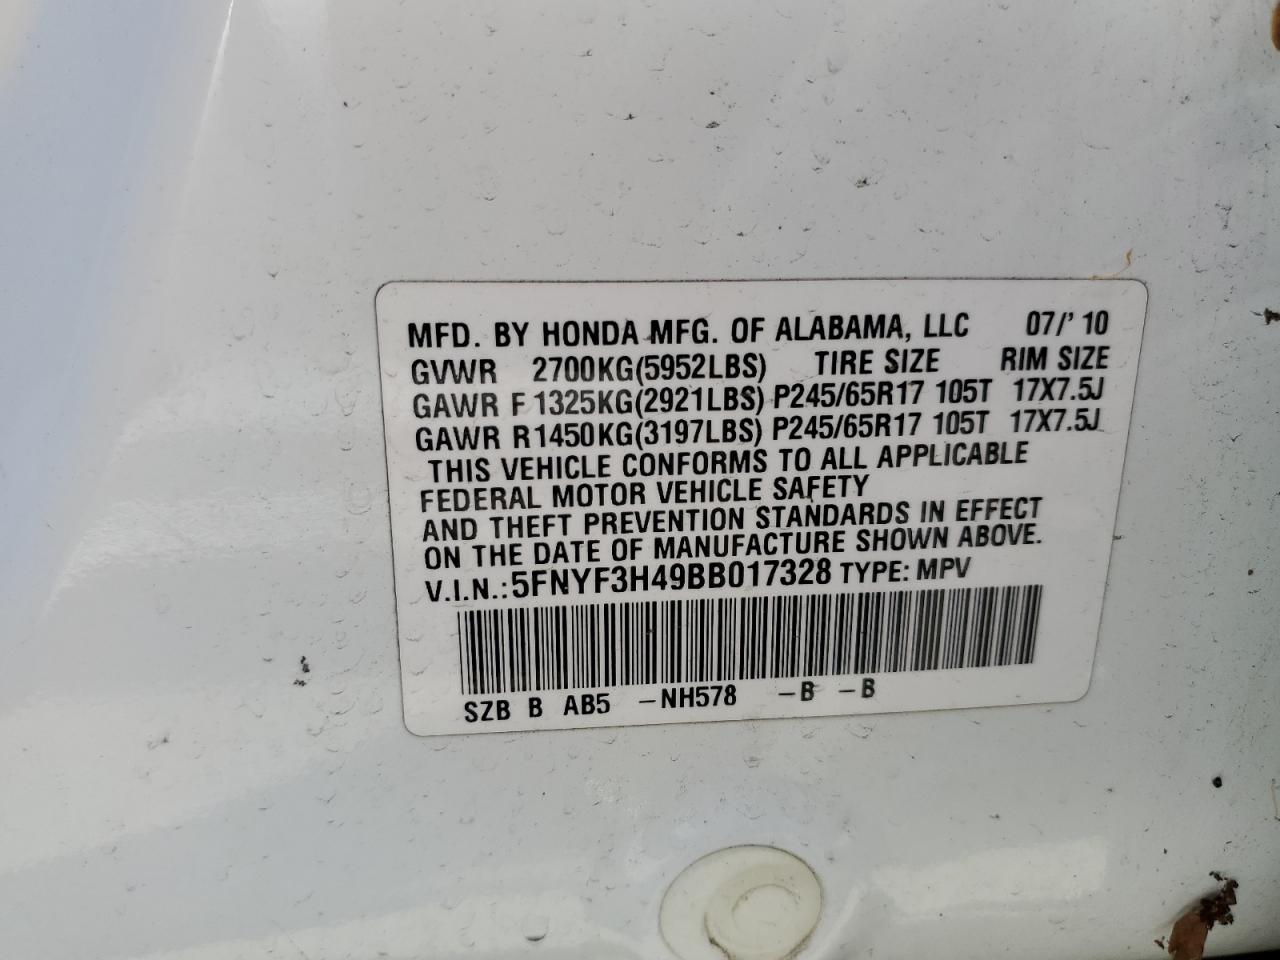 MFD. BY HONDA MFG. OF ALABAMA, LLC 07/'10
GVWR 2700KG(5952LBS) TIRE SIZE RIM SIZE
GAWR F 1325KG(2921LBS) P245/65R17 105T 17X7.5J
GAWR R 1450KG(3197LBS) P245/65R17 105T 17X7.5J
THIS VEHICLE CONFORMS TO ALL APPLICABLE
FEDERAL MOTOR VEHICLE SAFETY
AND THEFT PREVENTION STANDARDS IN EFFECT
ON THE DATE OF MANUFACTURE SHOWN ABOVE.
V.I.N.: 5FNYF3H49BB017328 TYPE: MPV
SZB B AB5 -NH578 -B -B